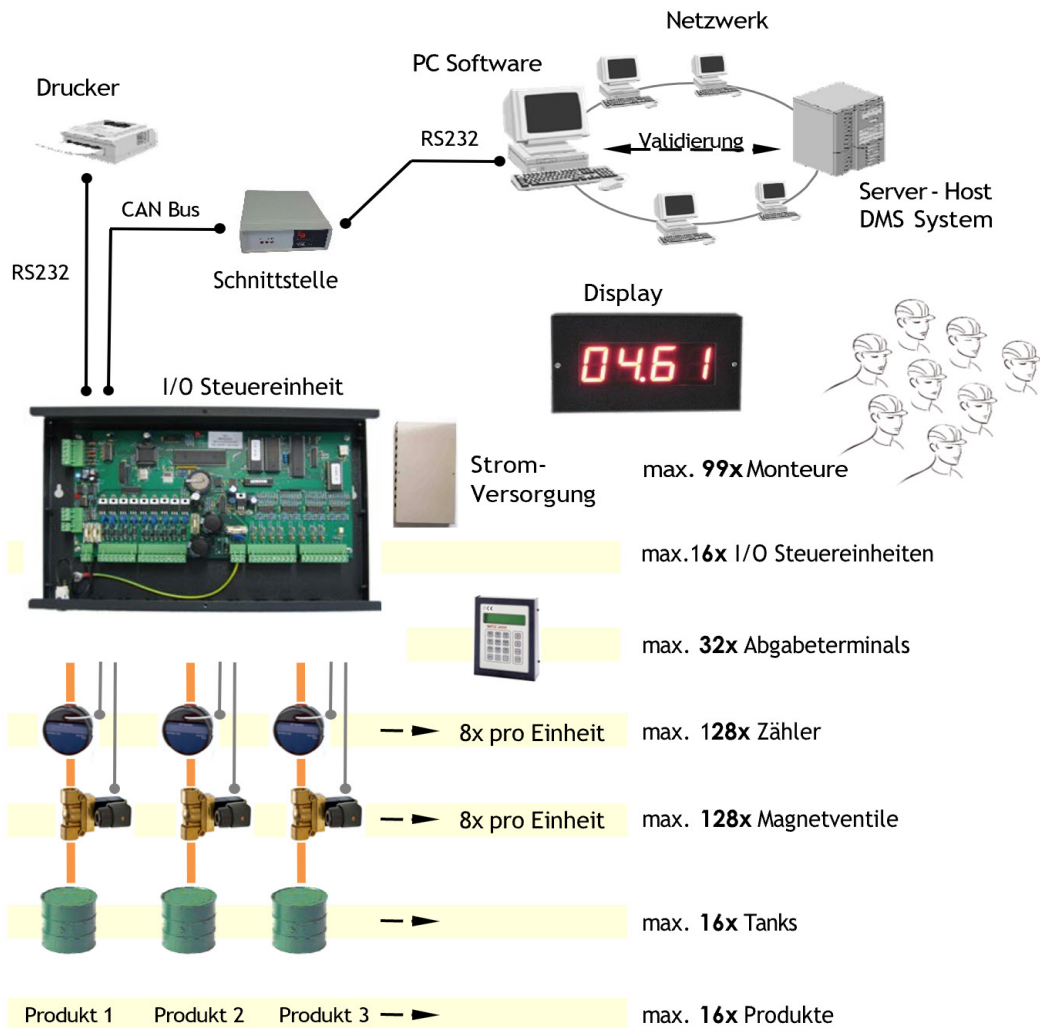 Netzwerk
PC Software
Drucker
RS232
Validierung
CAN Bus
Server - Host
DMS System
RS232
Schnittstelle
Display
04.61
I/O Steuereinheit
Strom-
Versorgung
max. 99x Monteure
max.16x I/O Steuereinheiten
max. 32x Abgabeterminals
8x pro Einheit
max. 128x Zähler
8x pro Einheit
max. 128x Magnetventile
max. 16x Tanks
Produkt 1
Produkt 2
Produkt 3
max. 16x Produkte